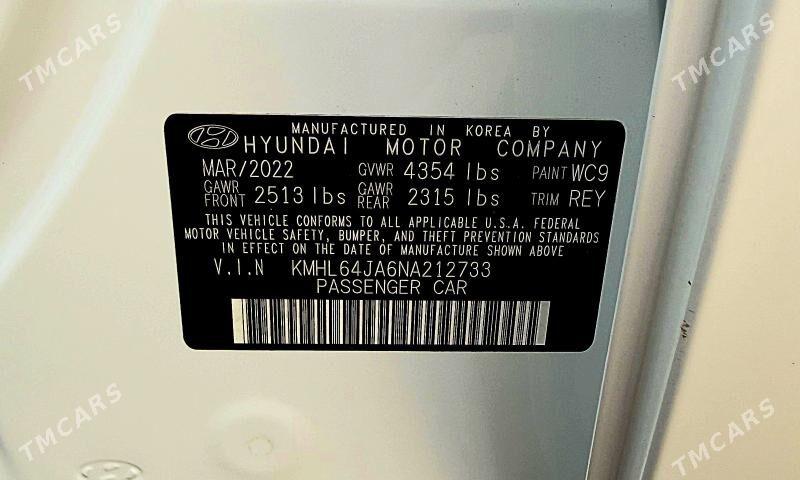 TMCARS
TMCARS
MANUFACTURED IN KOREA BY
HYUNDAI MOTOR COMPANY
MAR/2022 GVWR 4354 lbs PAINT WC9
GAWR FRONT 2513 lbs GAWR REAR 2315 lbs TRIM REY
THIS VEHICLE CONFORMS TO ALL APPLICABLE U.S.A. FEDERAL
MOTOR VEHICLE SAFETY, BUMPER, AND THEFT PREVENTION STANDARDS
IN EFFECT ON THE DATE OF MANUFACTURE SHOWN ABOVE
V.I.N KMHL64JA6NA212733
PASSENGER CAR
TMCARS
TMCARS